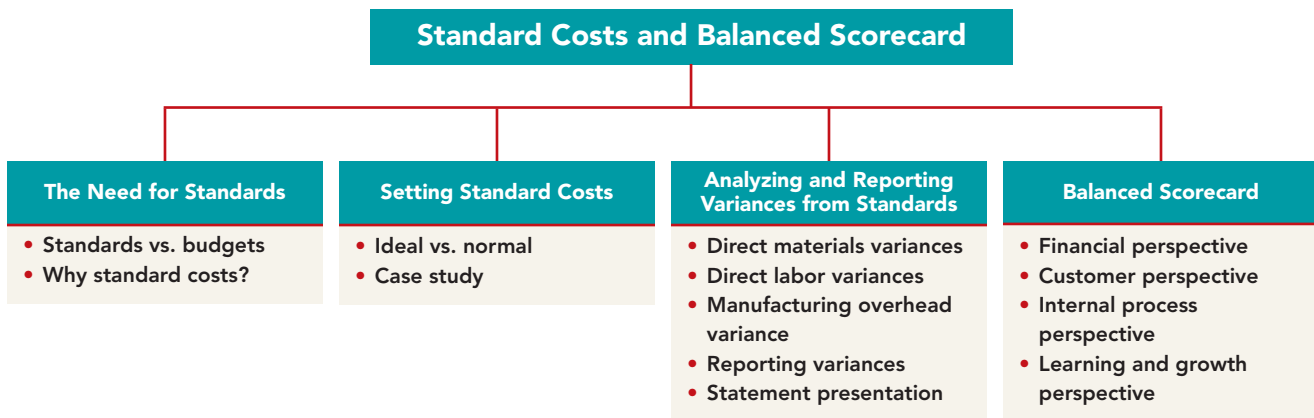 Standard Costs and Balanced Scorecard
The Need for Standards
• Standards vs. budgets
• Why standard costs?
Setting Standard Costs
• Ideal vs. normal
• Case study
Analyzing and Reporting
Variances from Standards
• Direct materials variances
• Direct labor variances
• Manufacturing overhead
variance
• Reporting variances
• Statement presentation
Balanced Scorecard
• Financial perspective
• Customer perspective
• Internal process
perspective
• Learning and growth
perspective